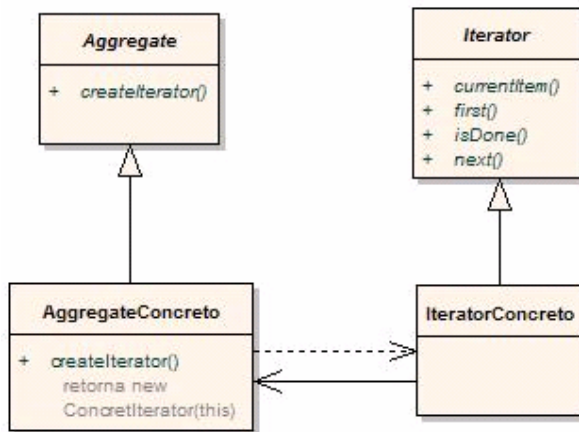 Aggregate
+ createIterator()
Iterator
+ currentItem()
+ first()
+ isDone()
+ next()
AggregateConcreto
+ createIterator()
retorna new
ConcretIterator(this)
IteratorConcreto